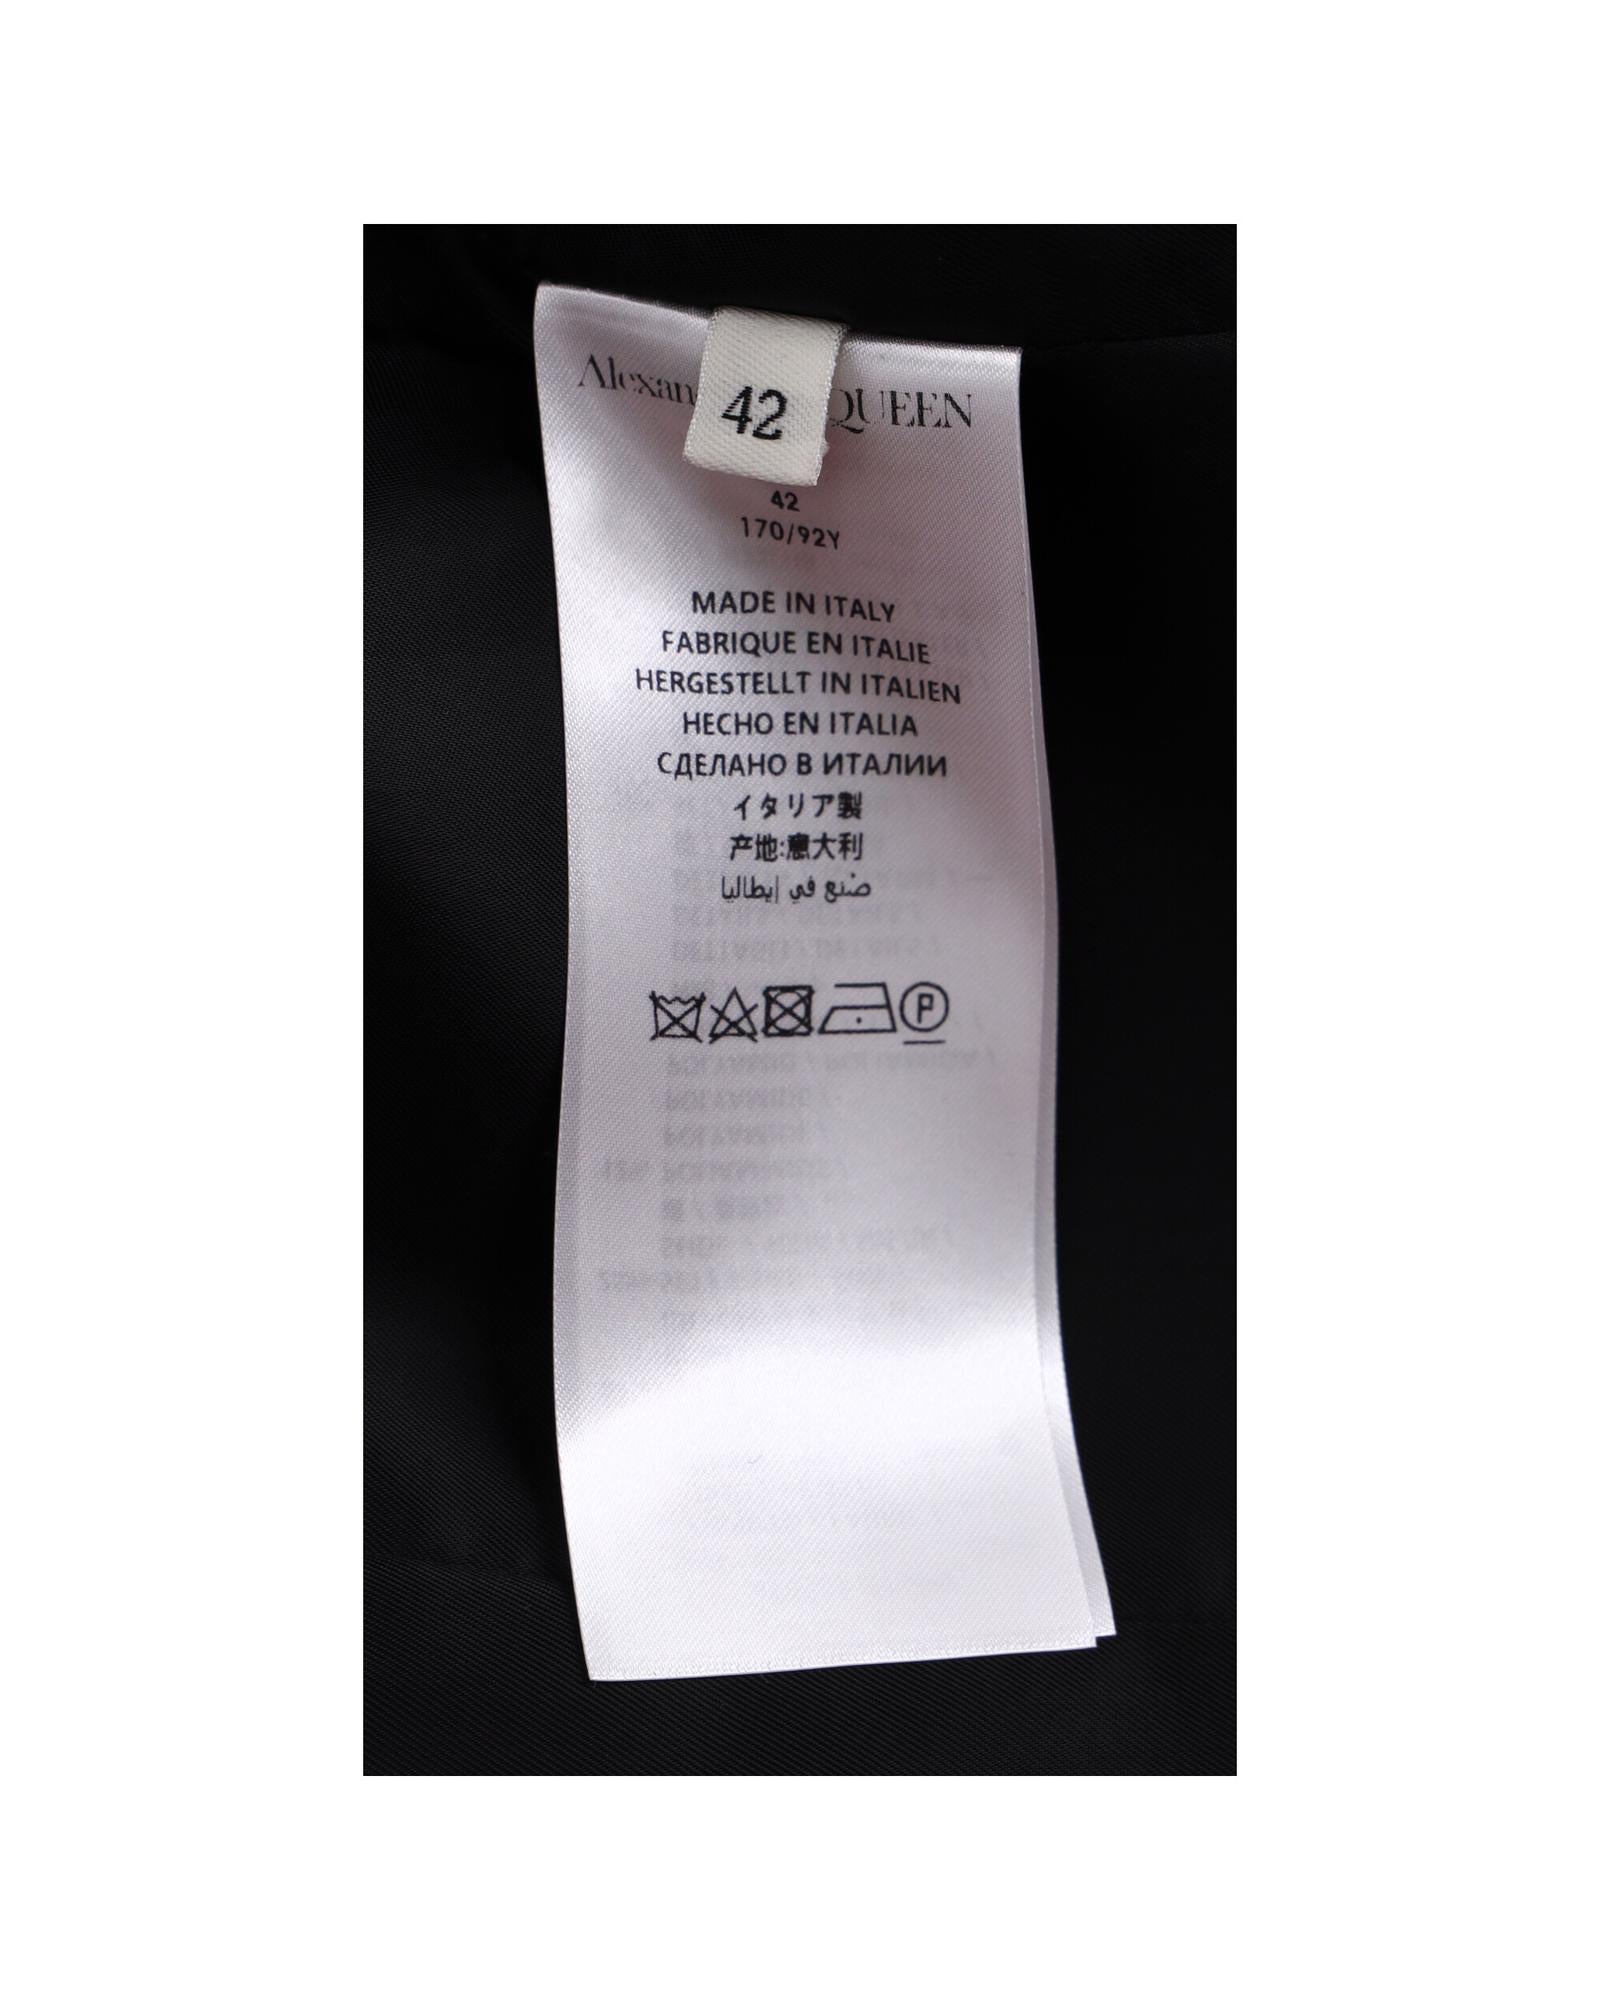 Alexan QUEEN
42
42
170/92Y
MADE IN ITALY
FABRIQUE EN ITALIE
HERGESTELLT IN ITALIEN
HECHO EN ITALIA
СДЕЛАНО В ИТАЛИИ
イタリア製
产地:意大利
صُنع في إيطاليا
P